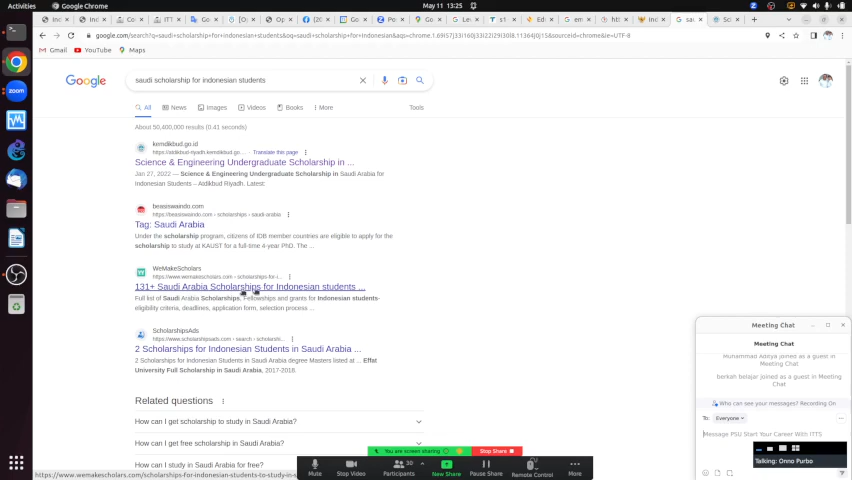 Activities
Google Chrome
May 11 13:25
Gmail
YouTube
Maps
Google
saudi scholarship for indonesian students
All
News
Images
Videos
Books
More
Tools
About 50,400,000 results (0.41 seconds)
kemdikbud.go.id
Translate this page
Science & Engineering Undergraduate Scholarship in ...
Jan 27, 2022 — Science & Engineering Undergraduate Scholarship in Saudi Arabia for
Indonesian Students – Atdikbud Riyadh. Latest:
beasiswaindo.com
https://beasiswaindo.com › scholarships › saudi-arabia
Tag: Saudi Arabia
Under the scholarship program, citizens of IDB member countries are eligible to apply for the
scholarship to study at KAUST for a full-time 4-year PhD. The ...
WeMakeScholars
https://www.wemakescholars.com › scholarships-for-i...
131+ Saudi Arabia Scholarships for Indonesian students ...
Full list of Saudi Arabia Scholarships, Fellowships and grants for Indonesian students-
eligibility criteria, deadlines, application form, selection process ...
ScholarshipsAds
https://www.scholarshipsads.com › search › scholarshi...
2 Scholarships for Indonesian Students in Saudi Arabia ...
2 Scholarships for Indonesian Students in Saudi Arabia degree Masters listed at ... Effat
University Full Scholarship in Saudi Arabia, 2017-2018.
Related questions
How can I get scholarship to study in Saudi Arabia?
How can I get free scholarship in Saudi Arabia?
How can I study in Saudi Arabia for free?
Meeting Chat
Meeting Chat
Muhammad Aditya joined as a guest in
Meeting Chat
berkah belajar joined as a guest in Meeting
Chat
Who can see your messages? Recording On
To:
Everyone
Message PSU Start Your Career With ITTS
Talking: Onno Purbo
You are screen sharing
Stop Share
Mute
Stop Video
30
Participants
New Share
Pause Share
Remote Control
More